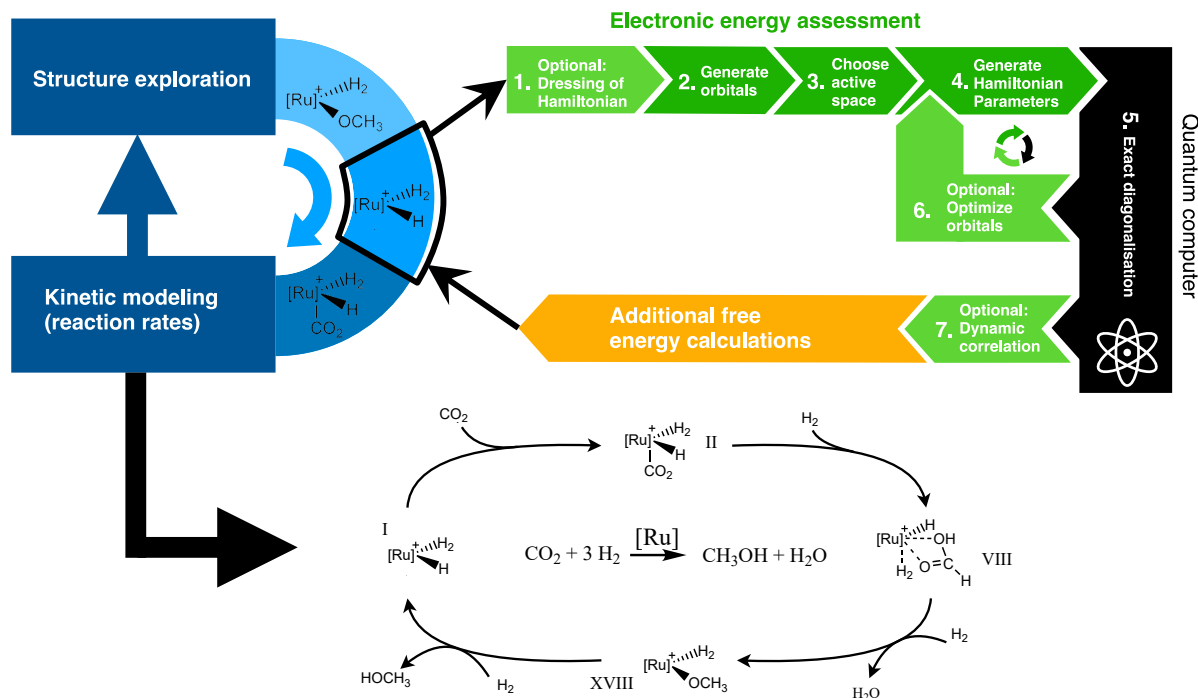 Electronic energy assessment
Structure exploration
[Ru]
+
H2
OCH3
1.
Optional:
Dressing of
Hamiltonian
2.
Generate
orbitals
3.
Choose
active
space
4.
Generate
Hamiltonian
Parameters
5. Exact diagonalisation
Quantum computer
[Ru]
+
H2
H
6.
Optional:
Optimize
orbitals
Kinetic modeling
(reaction rates)
[Ru]
+
H2
H
CO2
Additional free
energy calculations
7.
Optional:
Dynamic
correlation
CO2
[Ru]
+
H2
H
CO2
II
H2
I
[Ru]
+
H2
H
CO2 + 3 H2
[Ru]
CH3OH + H2O
[Ru]
+
H
OH
H2
O
C
H
VIII
HOCH3
H2
XVIII
[Ru]
+
H2
OCH3
H2O
H2